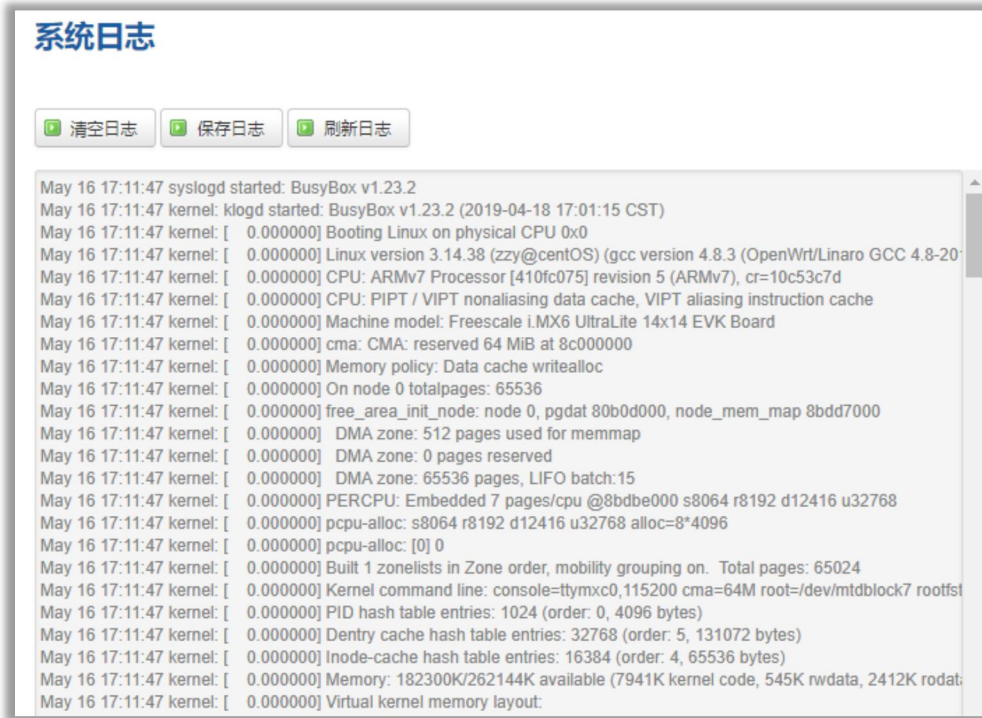 系统日志
清空日志 保存日志 刷新日志
May 16 17:11:47 syslogd started: BusyBox v1.23.2
May 16 17:11:47 kernel: klogd started: BusyBox v1.23.2 (2019-04-18 17:01:15 CST)
May 16 17:11:47 kernel: [ 0.000000] Booting Linux on physical CPU 0x0
May 16 17:11:47 kernel: [ 0.000000] Linux version 3.14.38 (zzy@centOS) (gcc version 4.8.3 (OpenWrt/Linaro GCC 4.8-20
May 16 17:11:47 kernel: [ 0.000000] CPU: ARMv7 Processor [410fc075] revision 5 (ARMv7), cr=10c53c7d
May 16 17:11:47 kernel: [ 0.000000] CPU: PIPT / VIPT nonaliasing data cache, VIPT aliasing instruction cache
May 16 17:11:47 kernel: [ 0.000000] Machine model: Freescale i.MX6 UltraLite 14x14 EVK Board
May 16 17:11:47 kernel: [ 0.000000] cma: CMA: reserved 64 MiB at 8c000000
May 16 17:11:47 kernel: [ 0.000000] Memory policy: Data cache writealloc
May 16 17:11:47 kernel: [ 0.000000] On node 0 totalpages: 65536
May 16 17:11:47 kernel: [ 0.000000] free_area_init_node: node 0, pgdat 80b0d000, node_mem_map 8bdd7000
May 16 17:11:47 kernel: [ 0.000000] DMA zone: 512 pages used for memmap
May 16 17:11:47 kernel: [ 0.000000] DMA zone: 0 pages reserved
May 16 17:11:47 kernel: [ 0.000000] DMA zone: 65536 pages, LIFO batch:15
May 16 17:11:47 kernel: [ 0.000000] PERCPU: Embedded 7 pages/cpu @8bdbe000 s8064 r8192 d12416 u32768
May 16 17:11:47 kernel: [ 0.000000] pcpu-alloc: s8064 r8192 d12416 u32768 alloc=8*4096
May 16 17:11:47 kernel: [ 0.000000] pcpu-alloc: [0] 0
May 16 17:11:47 kernel: [ 0.000000] Built 1 zonelists in Zone order, mobility grouping on. Total pages: 65024
May 16 17:11:47 kernel: [ 0.000000] Kernel command line: console=ttymxc0,115200 cma=64M root=/dev/mtdblock7 rootfst
May 16 17:11:47 kernel: [ 0.000000] PID hash table entries: 1024 (order: 0, 4096 bytes)
May 16 17:11:47 kernel: [ 0.000000] Dentry cache hash table entries: 32768 (order: 5, 131072 bytes)
May 16 17:11:47 kernel: [ 0.000000] Inode-cache hash table entries: 16384 (order: 4, 65536 bytes)
May 16 17:11:47 kernel: [ 0.000000] Memory: 182300K/262144K available (7941K kernel code, 545K rwdata, 2412K rodat
May 16 17:11:47 kernel: [ 0.000000] Virtual kernel memory layout: